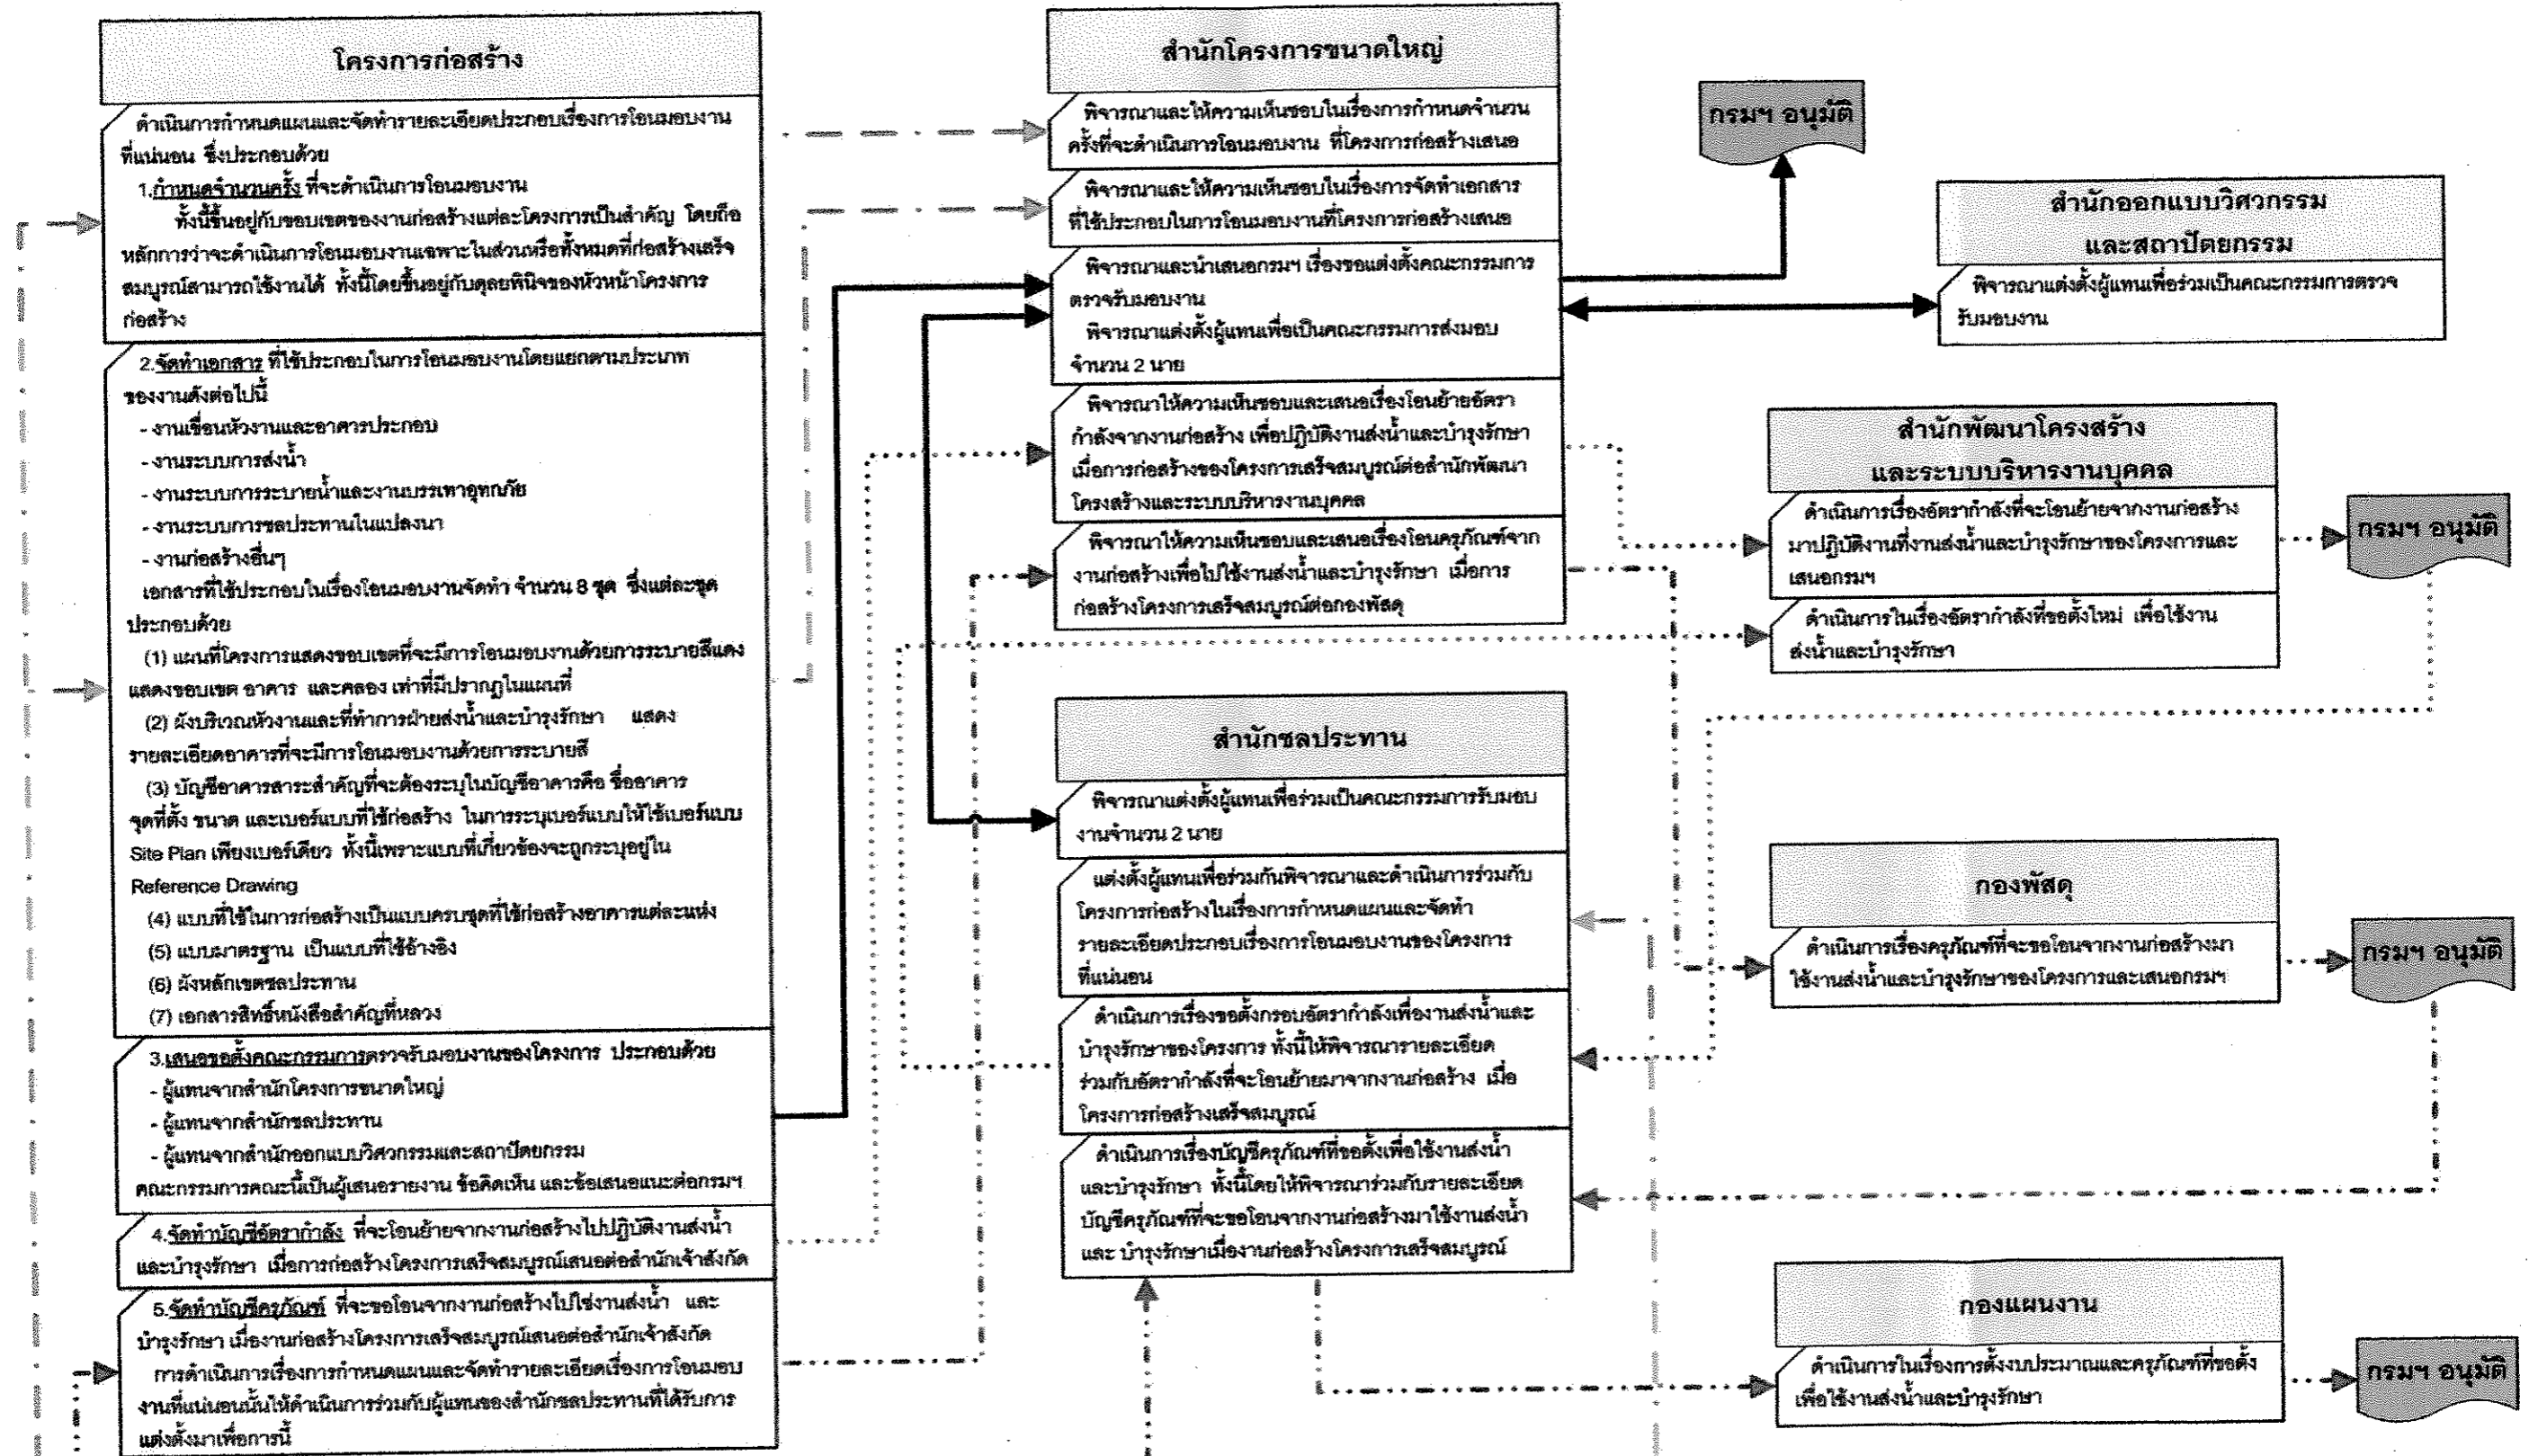 โครงการก่อสร้าง
ดำเนินการกำหนดแผนและจัดทำรายละเอียดประกอบเรื่องการโอนมอบงาน
ที่แน่นอน ซึ่งประกอบด้วย
1.กำหนดจำนวนครั้ง ที่จะดำเนินการโอนมอบงาน
ทั้งนี้ขึ้นอยู่กับขอบเขตของงานก่อสร้างแต่ละโครงการเป็นสำคัญ โดยถือ
หลักการว่าจะดำเนินการโอนมอบงานเฉพาะในส่วนหรือทั้งหมดที่ก่อสร้างเสร็จ
สมบูรณ์สามารถใช้งานได้ ทั้งนี้โดยขึ้นอยู่กับดุลยพินิจของหัวหน้าโครงการ
ก่อสร้าง
2.จัดทำเอกสาร ที่ใช้ประกอบในการโอนมอบงานโดยแยกตามประเภท
ของงานดังต่อไปนี้
- งานเขื่อนหัวงานและอาคารประกอบ
- งานระบบการส่งน้ำ
- งานระบบการระบายน้ำและงานบรรเทาอุทกภัย
- งานระบบการชลประทานในแปลงนา
- งานก่อสร้างอื่นๆ
เอกสารที่ใช้ประกอบในเรื่องโอนมอบงานจัดทำ จำนวน 8 ชุด ซึ่งแต่ละชุด
ประกอบด้วย
(1) แผนที่โครงการแสดงขอบเขตที่จะมีการโอนมอบงานด้วยการระบายสีแดง
แสดงขอบเขต อาคาร และคลอง เท่าที่มีปรากฏในแผนที่
(2) ผังบริเวณหัวงานและที่ทำการฝ่ายส่งน้ำและบำรุงรักษา แสดง
รายละเอียดอาคารที่จะมีการโอนมอบงานด้วยการระบายสี
(3) บัญชีอาคารสาระสำคัญที่จะต้องระบุในบัญชีอาคารคือ ชื่ออาคาร
จุดที่ตั้ง ขนาด และเบอร์แบบที่ใช้ก่อสร้าง ในการระบุเบอร์แบบให้ใช้เบอร์แบบ
Site Plan เพียงเบอร์เดียว ทั้งนี้เพราะแบบที่เกี่ยวข้องจะถูกระบุอยู่ใน
Reference Drawing
(4) แบบที่ใช้ในการก่อสร้างเป็นแบบครบชุดที่ใช้ก่อสร้างอาคารแต่ละแห่ง
(5) แบบมาตรฐาน เป็นแบบที่ใช้อ้างอิง
(6) ผังหลักเขตชลประทาน
(7) เอกสารสิทธิ์หนังสือสำคัญที่หลวง
3.เสนอขอตั้งคณะกรรมการตรวจรับมอบงานของโครงการ ประกอบด้วย
- ผู้แทนจากสำนักโครงการขนาดใหญ่
- ผู้แทนจากสำนักชลประทาน
- ผู้แทนจากสำนักออกแบบวิศวกรรมและสถาปัตยกรรม
คณะกรรมการคณะนี้เป็นผู้เสนอรายงาน ข้อคิดเห็น และข้อเสนอแนะต่อกรมฯ
4.จัดทำบัญชีอัตรากำลัง ที่จะโอนย้ายจากงานก่อสร้างไปปฏิบัติงานส่งน้ำ
และบำรุงรักษา เมื่อการก่อสร้างโครงการเสร็จสมบูรณ์เสนอต่อสำนักเจ้าสังกัด
5.จัดทำบัญชีครุภัณฑ์ ที่จะขอโอนจากงานก่อสร้างไปใช่งานส่งน้ำ และ
บำรุงรักษา เมื่องานก่อสร้างโครงการเสร็จสมบูรณ์เสนอต่อสำนักเจ้าสังกัด
การดำเนินการเรื่องการกำหนดแผนและจัดทำรายละเอียดเรื่องการโอนมอบ
งานที่แน่นอนนั้นให้ดำเนินการร่วมกับผู้แทนของสำนักชลประทานที่ได้รับการ
แต่งตั้งมาเพื่อการนี้
สำนักโครงการขนาดใหญ่
พิจารณาและให้ความเห็นชอบในเรื่องการกำหนดจำนวน
ครั้งที่จะดำเนินการโอนมอบงาน ที่โครงการก่อสร้างเสนอ
พิจารณาและให้ความเห็นชอบในเรื่องการจัดทำเอกสาร
ที่ใช้ประกอบในการโอนมอบงานที่โครงการก่อสร้างเสนอ
พิจารณาและนำเสนอกรมฯ เรื่องขอแต่งตั้งคณะกรรมการ
ตรวจรับมอบงาน
พิจารณาแต่งตั้งผู้แทนเพื่อเป็นคณะกรรมการส่งมอบ
จำนวน 2 นาย
พิจารณาให้ความเห็นชอบและเสนอเรื่องโอนย้ายอัตรา
กำลังจากงานก่อสร้าง เพื่อปฏิบัติงานส่งน้ำและบำรุงรักษา
เมื่อการก่อสร้างของโครงการเสร็จสมบูรณ์ต่อสำนักพัฒนา
โครงสร้างและระบบบริหารงานบุคคล
พิจารณาให้ความเห็นชอบและเสนอเรื่องโอนครุภัณฑ์จาก
งานก่อสร้างเพื่อไปใช้งานส่งน้ำและบำรุงรักษา เมื่อการ
ก่อสร้างโครงการเสร็จสมบูรณ์ต่อกองพัสดุ
สำนักชลประทาน
พิจารณาแต่งตั้งผู้แทนเพื่อร่วมเป็นคณะกรรมการรับมอบ
งานจำนวน 2 นาย
แต่งตั้งผู้แทนเพื่อร่วมกันพิจารณาและดำเนินการร่วมกับ
โครงการก่อสร้างในเรื่องการกำหนดแผนและจัดทำ
รายละเอียดประกอบเรื่องการโอนมอบงานของโครงการ
ที่แน่นอน
ดำเนินการเรื่องขอตั้งกรอบอัตรากำลังเพื่องานส่งน้ำและ
บำรุงรักษาของโครงการ ทั้งนี้ให้พิจารณารายละเอียด
ร่วมกับอัตรากำลังที่จะโอนย้ายมาจากงานก่อสร้าง เมื่อ
โครงการก่อสร้างเสร็จสมบูรณ์
ดำเนินการเรื่องบัญชีครุภัณฑ์ที่ขอตั้งเพื่อใช้งานส่งน้ำ
และบำรุงรักษา ทั้งนี้โดยให้พิจารณาร่วมกับรายละเอียด
บัญชีครุภัณฑ์ที่จะขอโอนจากงานก่อสร้างมาใช้งานส่งน้ำ
และ บำรุงรักษาเมื่องานก่อสร้างโครงการเสร็จสมบูรณ์
กรมฯ อนุมัติ
สำนักออกแบบวิศวกรรม
และสถาปัตยกรรม
พิจารณาแต่งตั้งผู้แทนเพื่อร่วมเป็นคณะกรรมการตรวจ
รับมอบงาน
สำนักพัฒนาโครงสร้าง
และระบบบริหารงานบุคคล
ดำเนินการเรื่องอัตรากำลังที่จะโอนย้ายจากงานก่อสร้าง
มาปฏิบัติงานที่งานส่งน้ำและบำรุงรักษาของโครงการและ
เสนอกรมฯ
ดำเนินการในเรื่องอัตรากำลังที่ขอตั้งใหม่ เพื่อใช้งาน
ส่งน้ำและบำรุงรักษา
กรมฯ อนุมัติ
กองพัสดุ
ดำเนินการเรื่องครุภัณฑ์ที่จะขอโอนจากงานก่อสร้างมา
ใช้งานส่งน้ำและบำรุงรักษาของโครงการและเสนอกรมฯ
กรมฯ อนุมัติ
กองแผนงาน
ดำเนินการในเรื่องการตั้งงบประมาณและครุภัณฑ์ที่ขอตั้ง
เพื่อใช้งานส่งน้ำและบำรุงรักษา
กรมฯ อนุมัติ